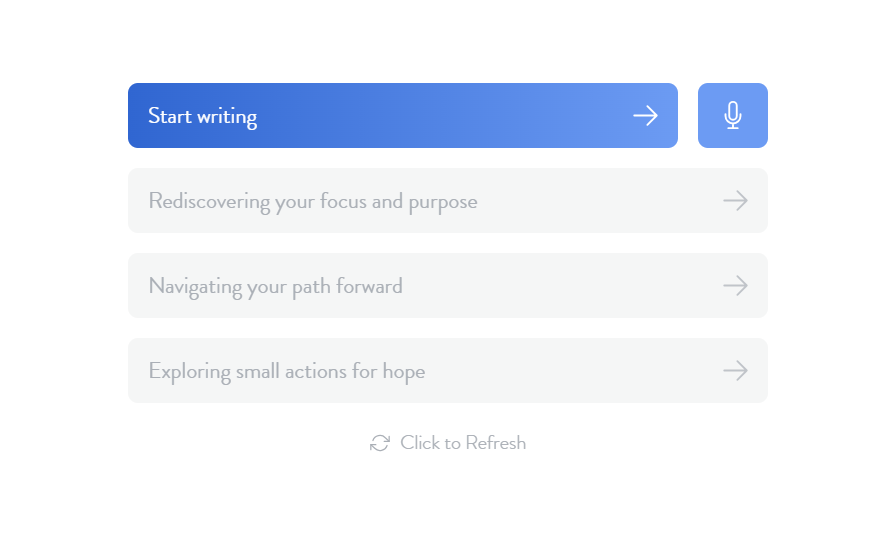 Start writing
Rediscovering your focus and purpose
Navigating your path forward
Exploring small actions for hope
Click to Refresh